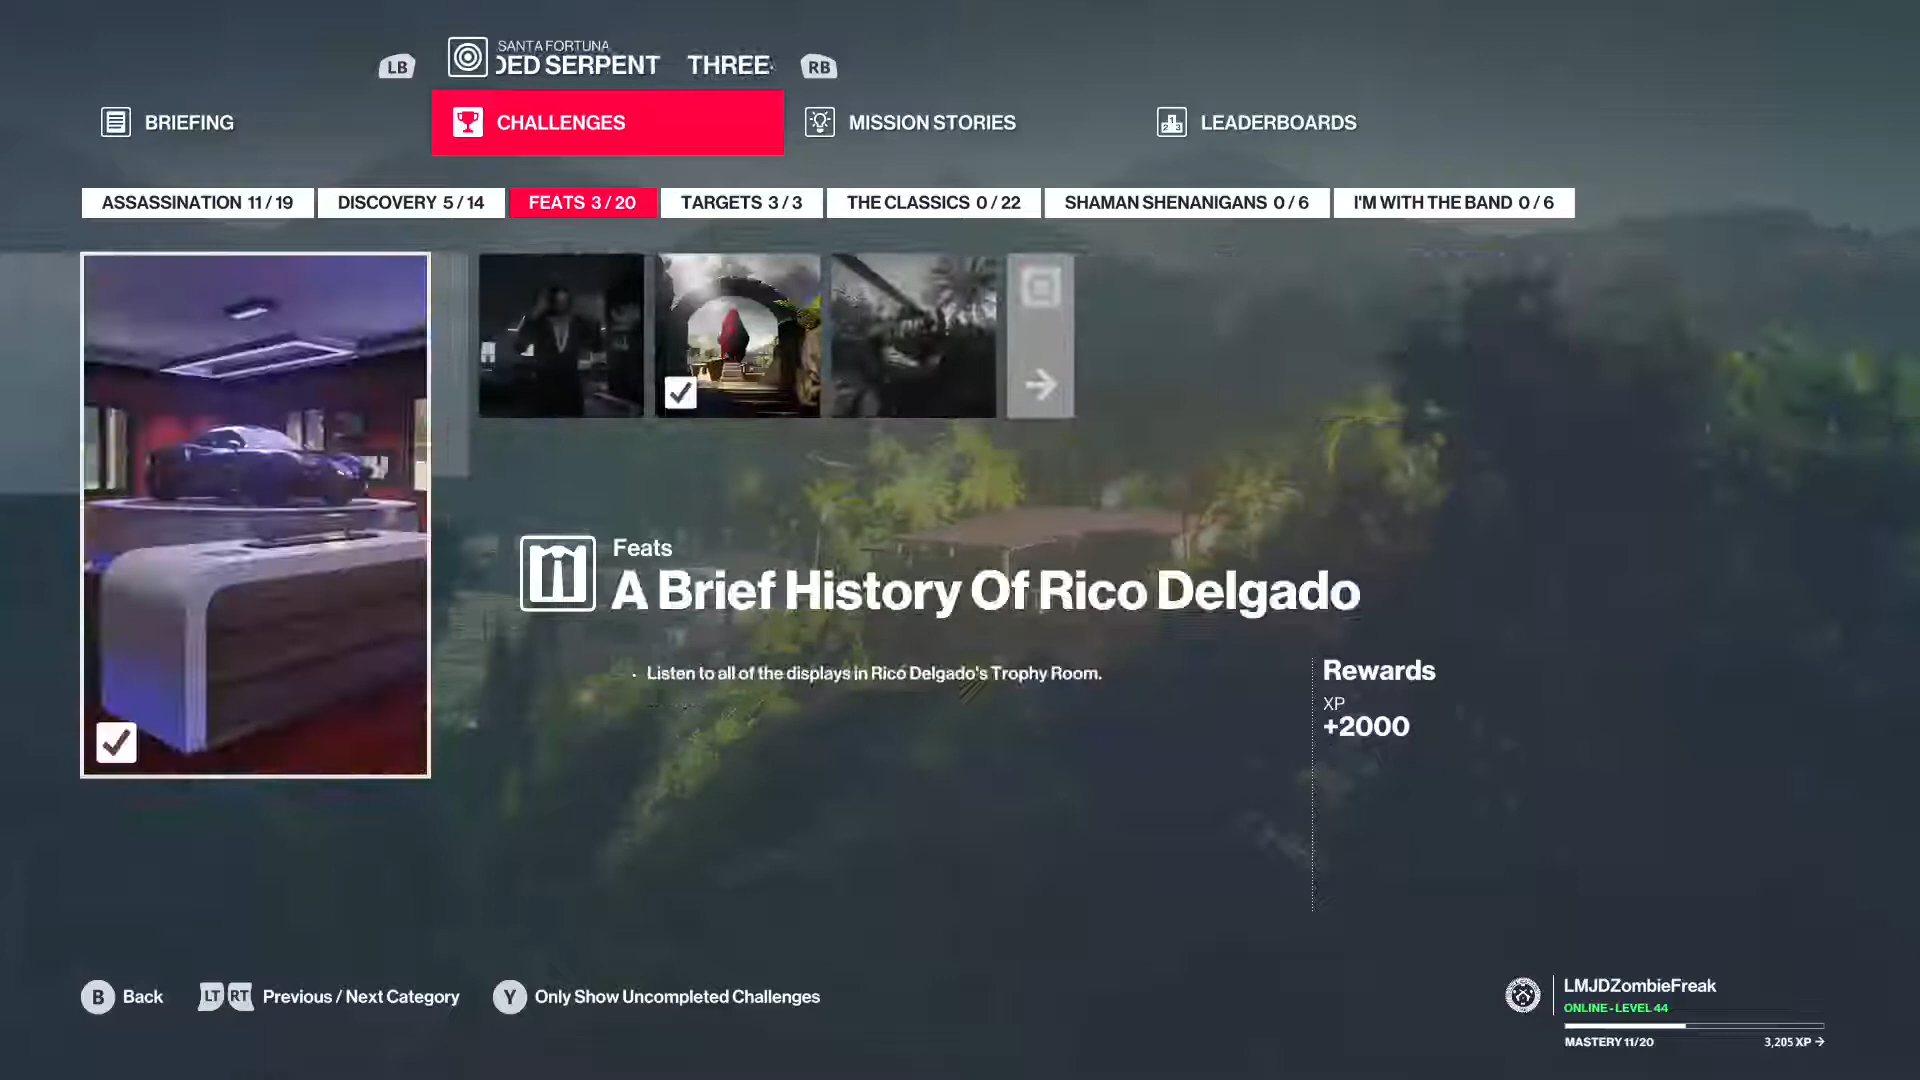 SANTA FORTUNA
LB
DED SERPENT THREE
RB
BRIEFING
CHALLENGES
MISSION STORIES
LEADERBOARDS
ASSASSINATION 11 / 19
DISCOVERY 5 / 14
FEATS 3 / 20
TARGETS 3 / 3
THE CLASSICS 0 / 22
SHAMAN SHENANIGANS 0 / 6
I'M WITH THE BAND 0 / 6
Feats
A Brief History Of Rico Delgado
· Listen to all of the displays in Rico Delgado's Trophy Room.
Rewards
XP
+2000
B Back
LT RT Previous / Next Category
Y Only Show Uncompleted Challenges
LMJDZombieFreak
ONLINE - LEVEL 44
MASTERY 11/20
3,205 XP →